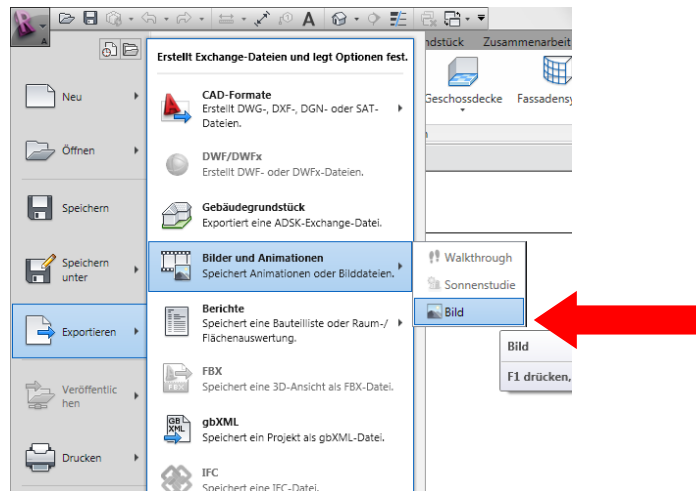 A
A
ndstück Zusammenarbeit
Geschossdecke Fassadensy
Neu
Öffnen
Speichern
Speichern
unter
Exportieren
Veröffentlic
hen
Drucken
Erstellt Exchange-Dateien und legt Optionen fest.
CAD-Formate
Erstellt DWG-, DXF-, DGN- oder SAT-
Dateien.
DWF/DWFx
Erstellt DWF- oder DWFx-Dateien.
Gebäudegrundstück
Exportiert eine ADSK-Exchange-Datei.
Bilder und Animationen
Speichert Animationen oder Bilddateien.
Berichte
Speichert eine Bauteilliste oder Raum-/
Flächenauswertung.
FBX
FBX
Speichert eine 3D-Ansicht als FBX-Datei.
GB
XML
gbXML
Speichert ein Projekt als gbXML-Datei.
IFC
Speichert eine IFC-Datei.
Walkthrough
Sonnenstudie
Bild
Bild
F1 drücken,